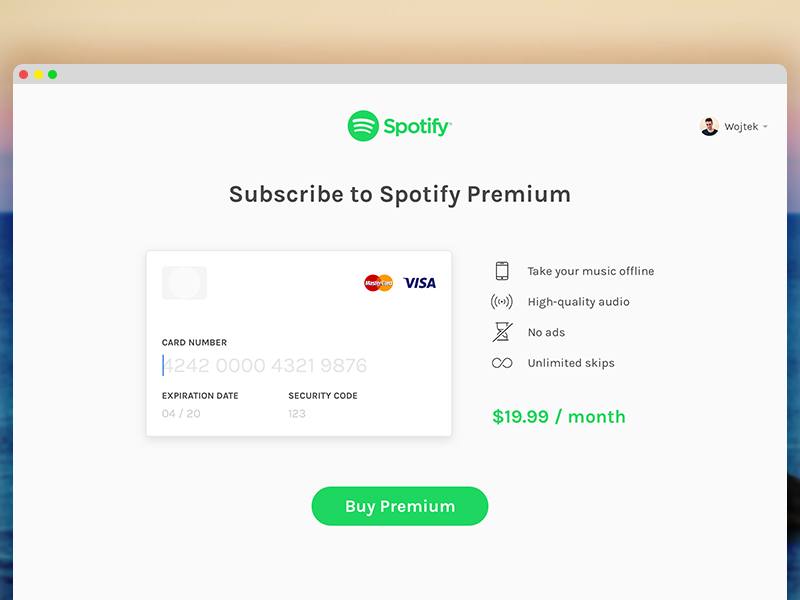 Spotify
Wojtek
Subscribe to Spotify Premium
MasterCard VISA
CARD NUMBER
4242 0000 4321 9876
EXPIRATION DATE SECURITY CODE
04 / 20 123
Take your music offline
High-quality audio
No ads
Unlimited skips
$19.99 / month
Buy Premium